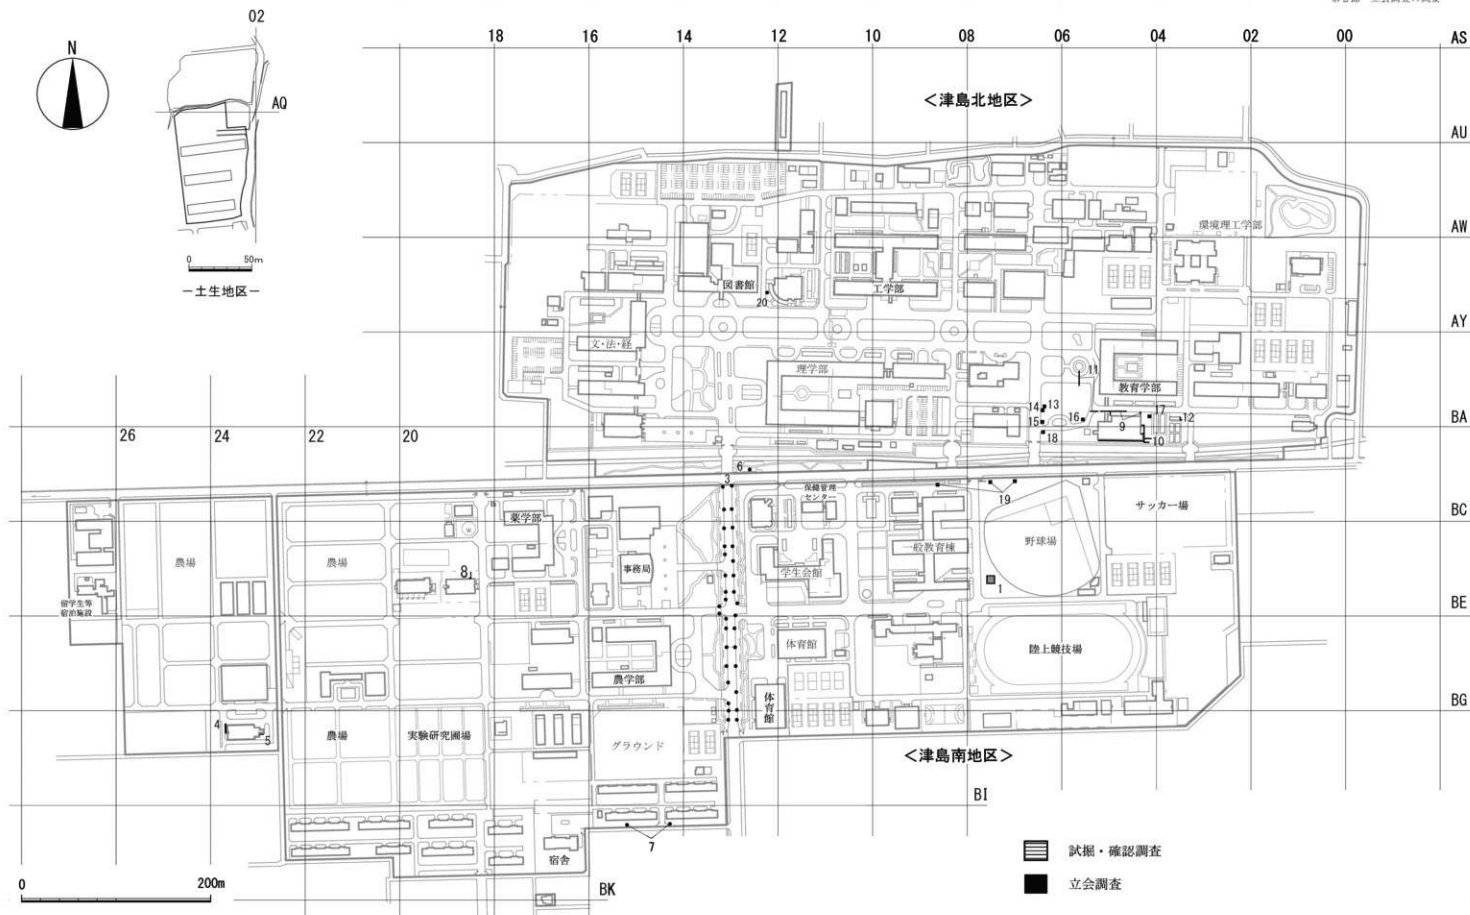 02
N
18 16 14 12 10 08 06 04 02 00 AS
AQ
<津島北地区>
AU
環境理工学部
AW
0 50m
図書館
工学部
20
－土生地区－
AY
文・法・経
理学部
11
教育学部
14 13
17
BA
26 24 22 20
15
16
9
12
18
10
6
3
保健管理
センター
19
サッカー場
薬学部
BC
農場
農場
事務局
一般教育棟
野球場
8
学生会館
1
留学生等
宿泊施設
BE
体育館
陸上競技場
農学部
体育館
BG
4
5
農場
実験研究圃場
グラウンド
<津島南地区>
BI
7
試掘・確認調査
宿舎
0 200m
立会調査
BK